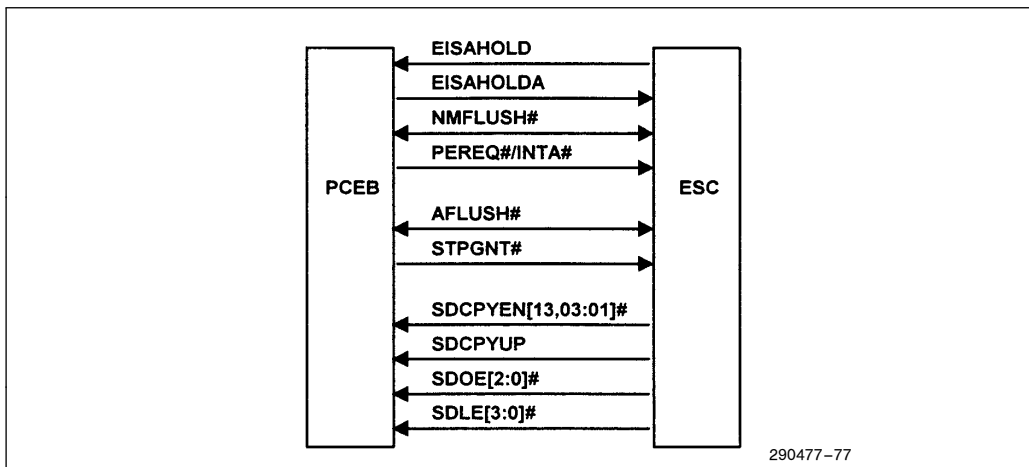 EISAHOLD
EISAHOLDA
NMFLUSH#
PEREQ#/INTA#
PCEB
ESC
AFLUSH#
STPGNT#
SDCPYEN[13,03:01]#
SDCPYUP
SDOE[2:0]#
SDLE[3:0]#
290477–77